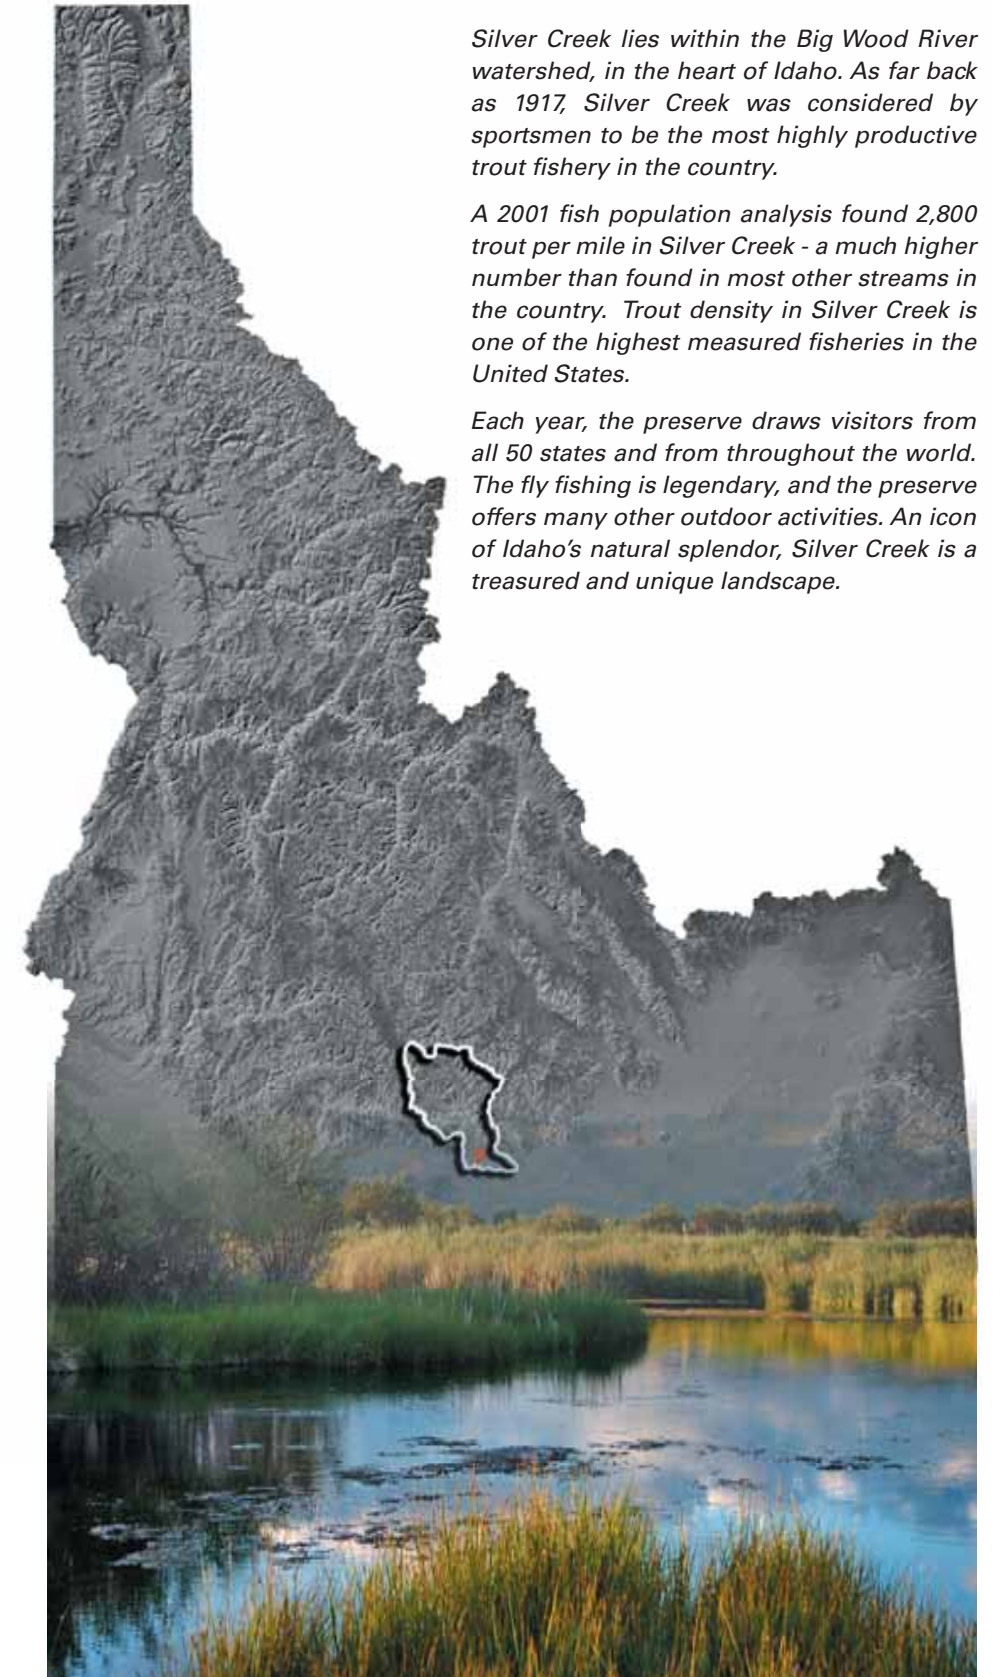 Silver Creek lies within the Big Wood River
watershed, in the heart of Idaho. As far back
as 1917, Silver Creek was considered by
sportsmen to be the most highly productive
trout fishery in the country.
A 2001 fish population analysis found 2,800
trout per mile in Silver Creek - a much higher
number than found in most other streams in
the country. Trout density in Silver Creek is
one of the highest measured fisheries in the
United States.
Each year, the preserve draws visitors from
all 50 states and from throughout the world.
The fly fishing is legendary, and the preserve
offers many other outdoor activities. An icon
of Idaho's natural splendor, Silver Creek is a
treasured and unique landscape.